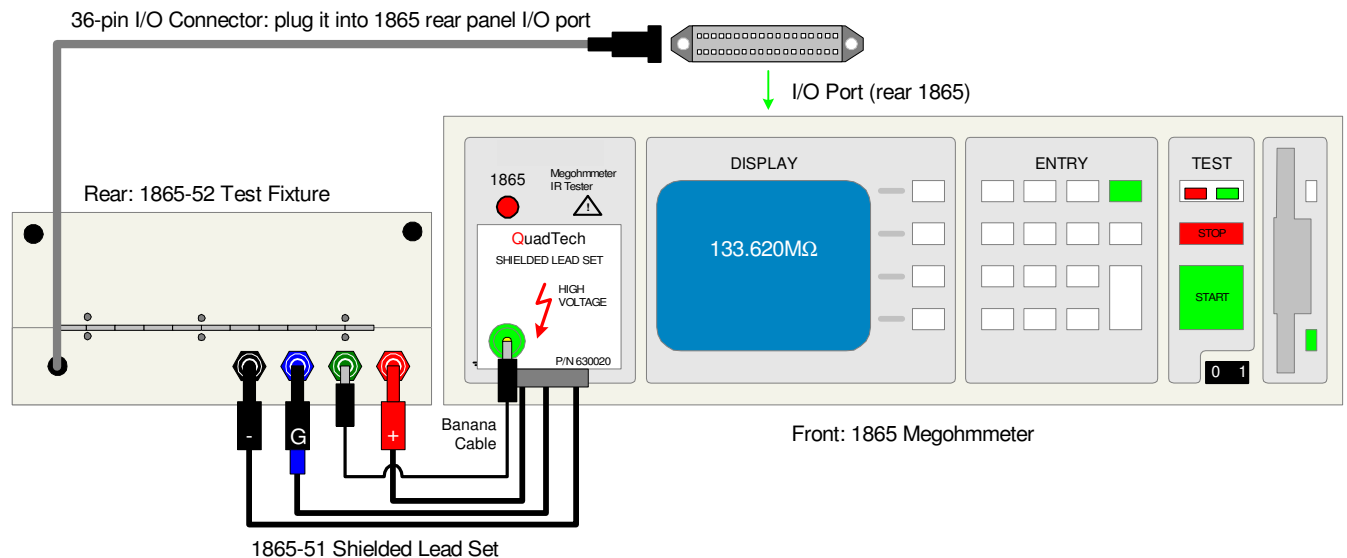 36-pin I/O Connector: plug it into 1865 rear panel I/O port
I/O Port (rear 1865)
Rear: 1865-52 Test Fixture
1865
Megohmmeter
IR Tester
!
QuadTech
SHIELDED LEAD SET
HIGH
VOLTAGE
P/N 630020
DISPLAY
133.620MΩ
ENTRY
TEST
STOP
START
0 1
-
G
+
Banana
Cable
Front: 1865 Megohmmeter
1865-51 Shielded Lead Set